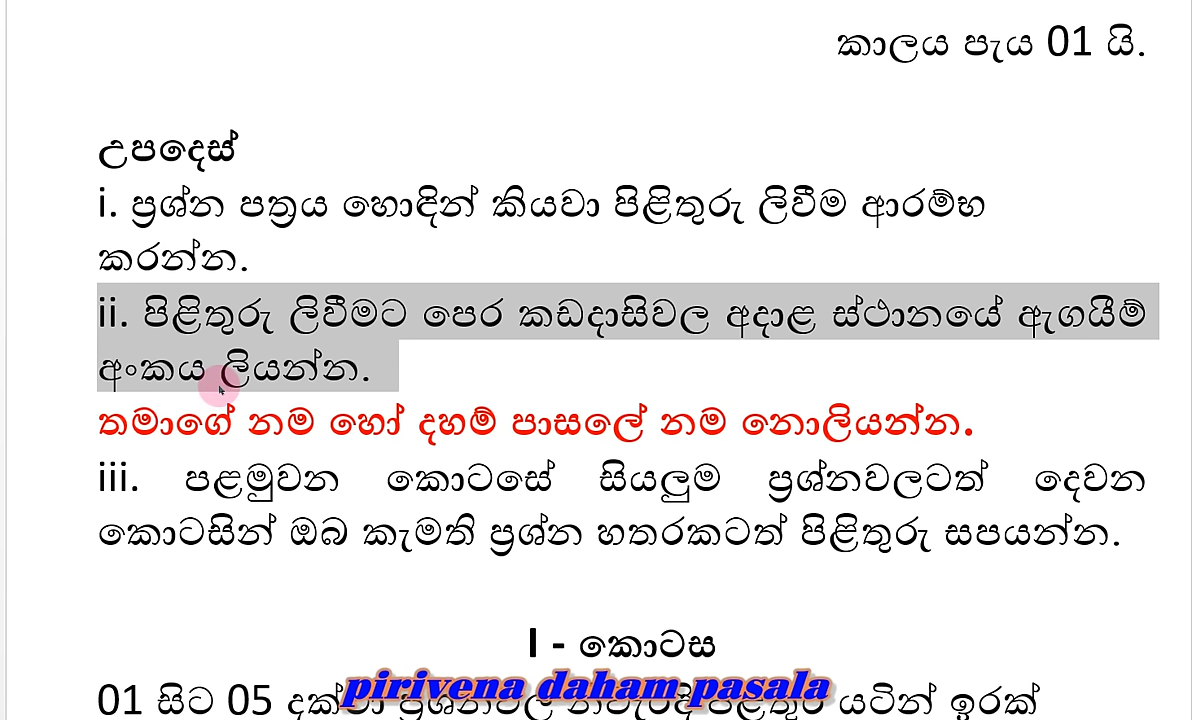 කාලය පැය 01 යි.
උපදෙස්
i. ප්‍රශ්න පත්‍රය හොඳින් කියවා පිළිතුරු ලිවීම ආරම්භ
කරන්න.
ii. පිළිතුරු ලිවීමට පෙර කඩදාසිවල අදාළ ස්ථානයේ ඇගයීම්
අංකය ලියන්න.
තමාගේ නම හෝ දහම් පාසලේ නම නොලියන්න.
iii. පළමුවන කොටසේ සියලුම ප්‍රශ්නවලටත් දෙවන
කොටසින් ඔබ කැමති ප්‍රශ්න හතරකටත් පිළිතුරු සපයන්න.
I - කොටස
pirivena daham pasala
01 සිට 05 යටින් ඉරක්